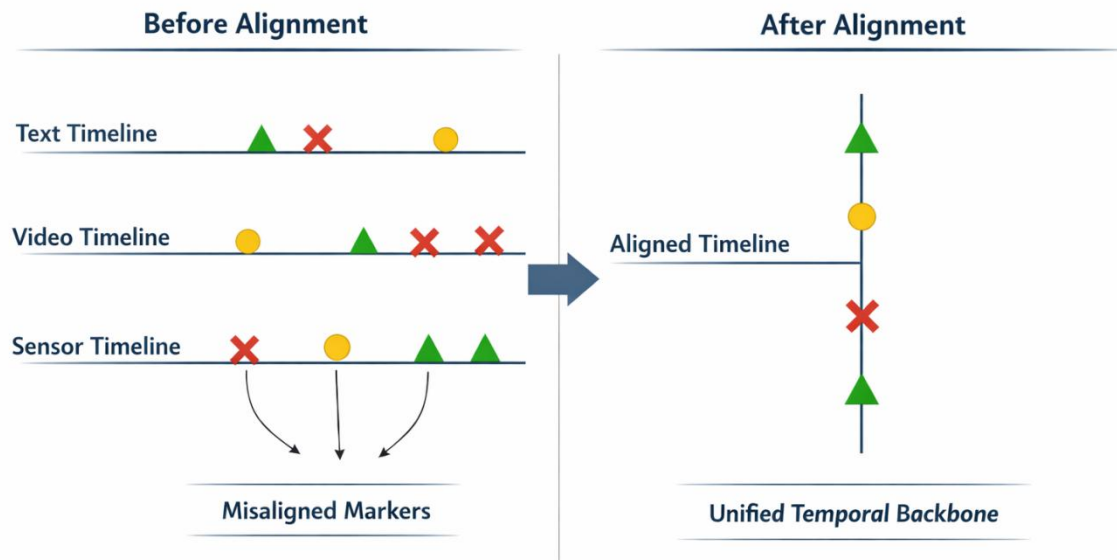 Before Alignment
Text Timeline
Video Timeline
Sensor Timeline
Misaligned Markers
After Alignment
Aligned Timeline
Unified Temporal Backbone